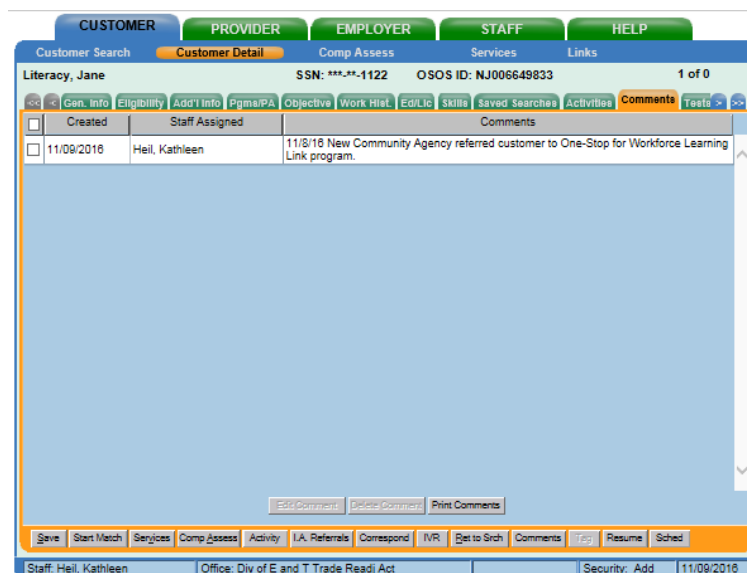 CUSTOMER PROVIDER EMPLOYER STAFF HELP
Customer Search Customer Detail Comp Assess Services Links
Literacy, Jane SSN: ***-**-1122 OSOS ID: NJ006649833 1 of 0
<< < Gen. Info Eligibility Add'l Info Pgms/PA Objective Work Hist. Ed/Lic Skills Saved Searches Activities Comments Tests > >>
Created Staff Assigned Comments
11/09/2016 Heil, Kathleen 11/8/16 New Community Agency referred customer to One-Stop for Workforce Learning
Link program.
Edit Comment Delete Comment Print Comments
Save Start Match Services Comp Assess Activity I.A. Referrals Correspond IVR Ret to Srch Comments Tag Resume Sched
Staff: Heil, Kathleen Office: Div of E and T Trade Readi Act Security: Add 11/09/2016